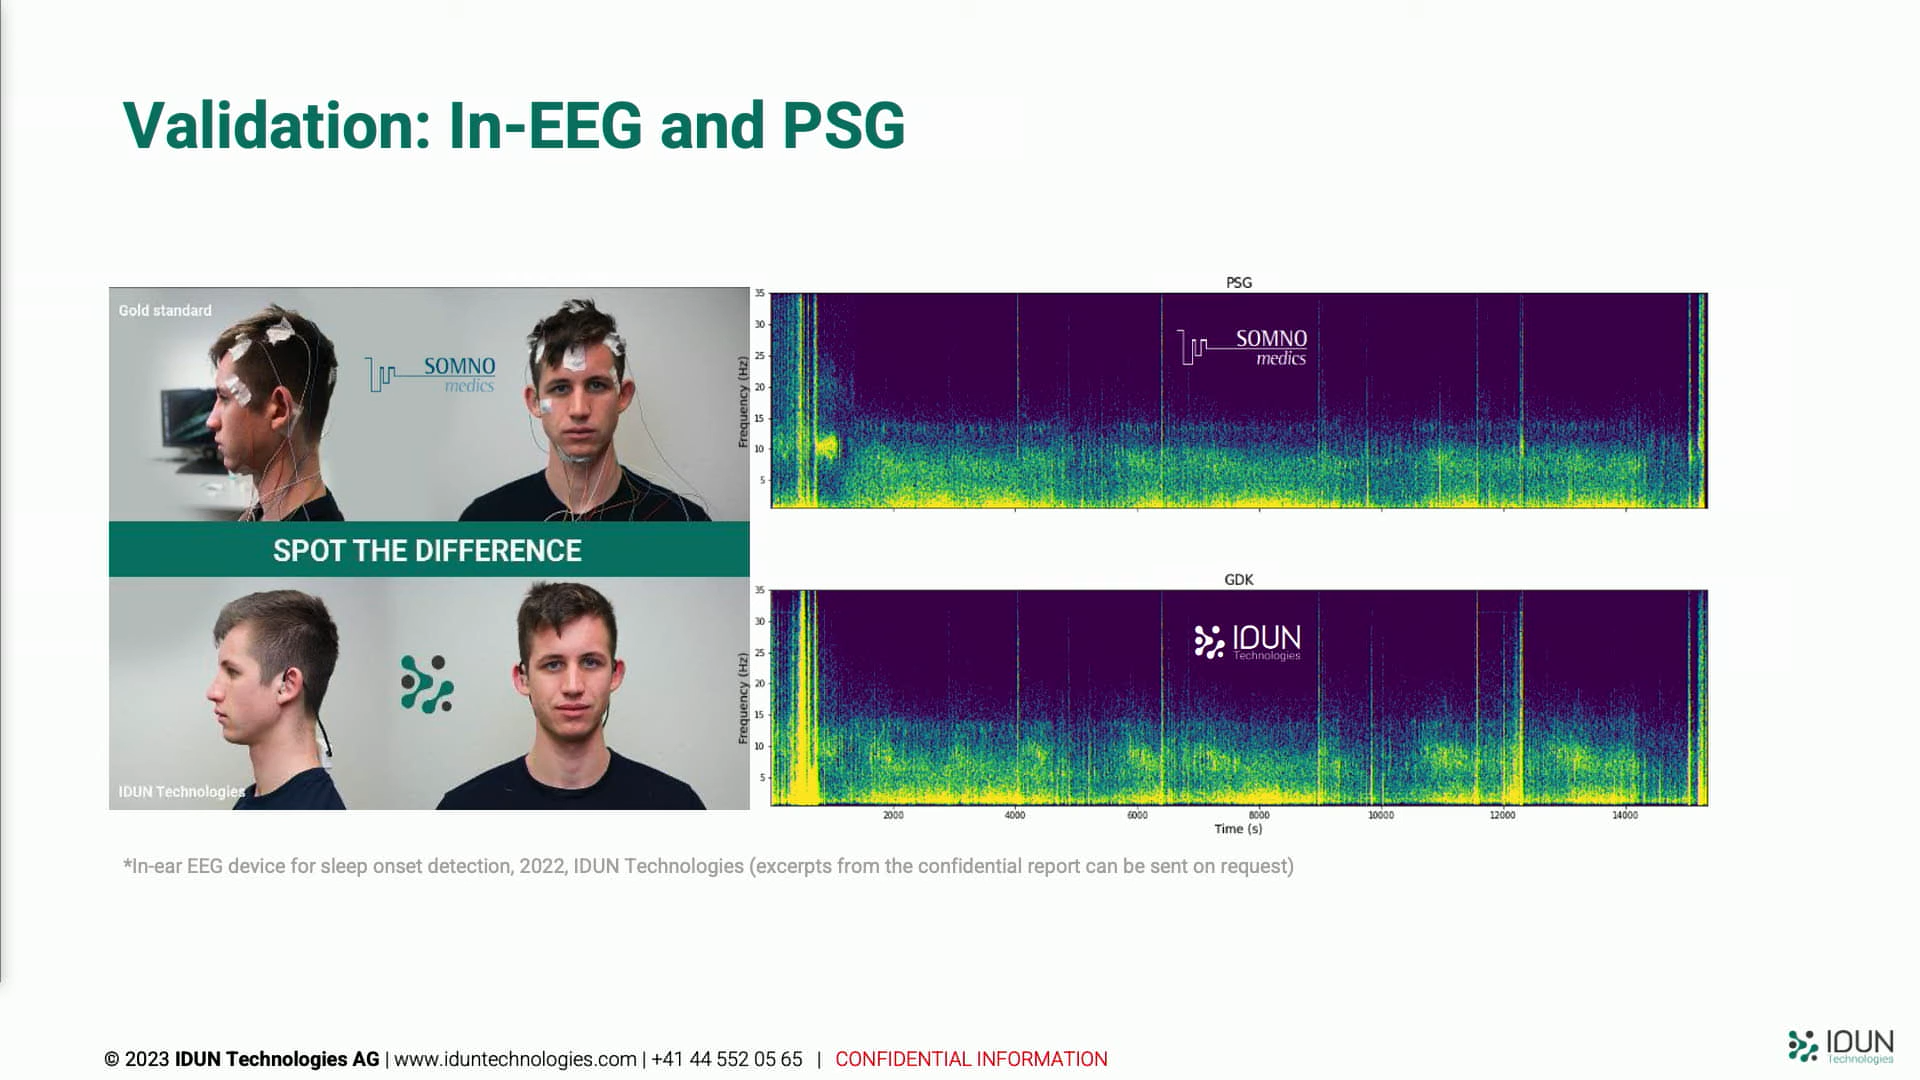 Validation: In-EEG and PSG
Gold standard
SOMNO
medics
SPOT THE DIFFERENCE
IDUN Technologies
PSG
Frequency (Hz)
35
30
25
20
15
10
5
SOMNO
medics
GDK
Frequency (Hz)
35
30
25
20
15
10
5
IDUN
Technologies
2000 4000 6000 8000 10000 12000 14000
Time (s)
*In-ear EEG device for sleep onset detection, 2022, IDUN Technologies (excerpts from the confidential report can be sent on request)
© 2023 IDUN Technologies AG | www.iduntechnologies.com | +41 44 552 05 65 | CONFIDENTIAL INFORMATION
IDUN
Technologies